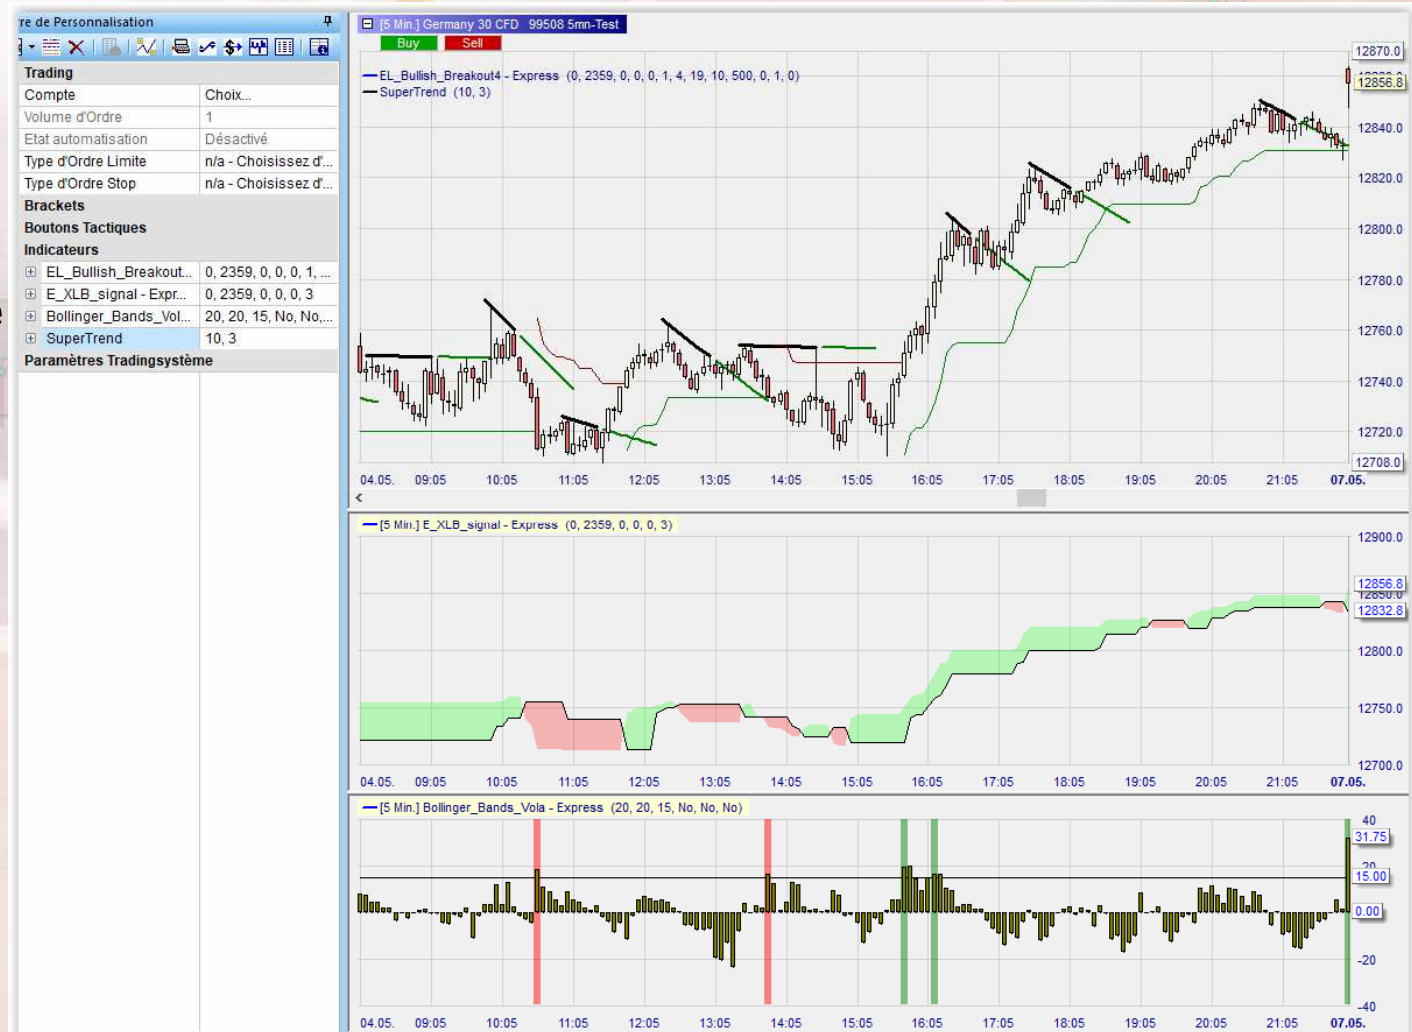 re de Personnalisation
Trading
Compte Choix...
Volume d'Ordre 1
Etat automatisation Désactivé
Type d'Ordre Limite n/a - Choisissez d'...
Type d'Ordre Stop n/a - Choisissez d'...
Brackets
Boutons Tactiques
Indicateurs
EL_Bullish_Breakout... 0, 2359, 0, 0, 0, 1, ...
E_XLB_signal - Expr... 0, 2359, 0, 0, 0, 3
Bollinger_Bands_Vol... 20, 20, 15, No, No,...
SuperTrend 10, 3
Paramètres Tradingsystème
[5 Min.] Germany 30 CFD 99508 5mn-Test
Buy Sell
EL_Bullish_Breakout4 - Express (0, 2359, 0, 0, 0, 1, 4, 19, 10, 500, 0, 1, 0)
SuperTrend (10, 3)
12870.0
12856.8
12840.0
12820.0
12800.0
12780.0
12760.0
12740.0
12720.0
12708.0
04.05. 09:05 10:05 11:05 12:05 13:05 14:05 15:05 16:05 17:05 18:05 19:05 20:05 21:05 07.05.
[5 Min.] E_XLB_signal - Express (0, 2359, 0, 0, 0, 3)
12900.0
12856.8
12850.0
12832.8
12800.0
12750.0
12700.0
04.05. 09:05 10:05 11:05 12:05 13:05 14:05 15:05 16:05 17:05 18:05 19:05 20:05 21:05 07.05.
[5 Min.] Bollinger_Bands_Vola - Express (20, 20, 15, No, No, No)
40
31.75
20
15.00
0.00
-20
-40
04.05. 09:05 10:05 11:05 12:05 13:05 14:05 15:05 16:05 17:05 18:05 19:05 20:05 21:05 07.05.